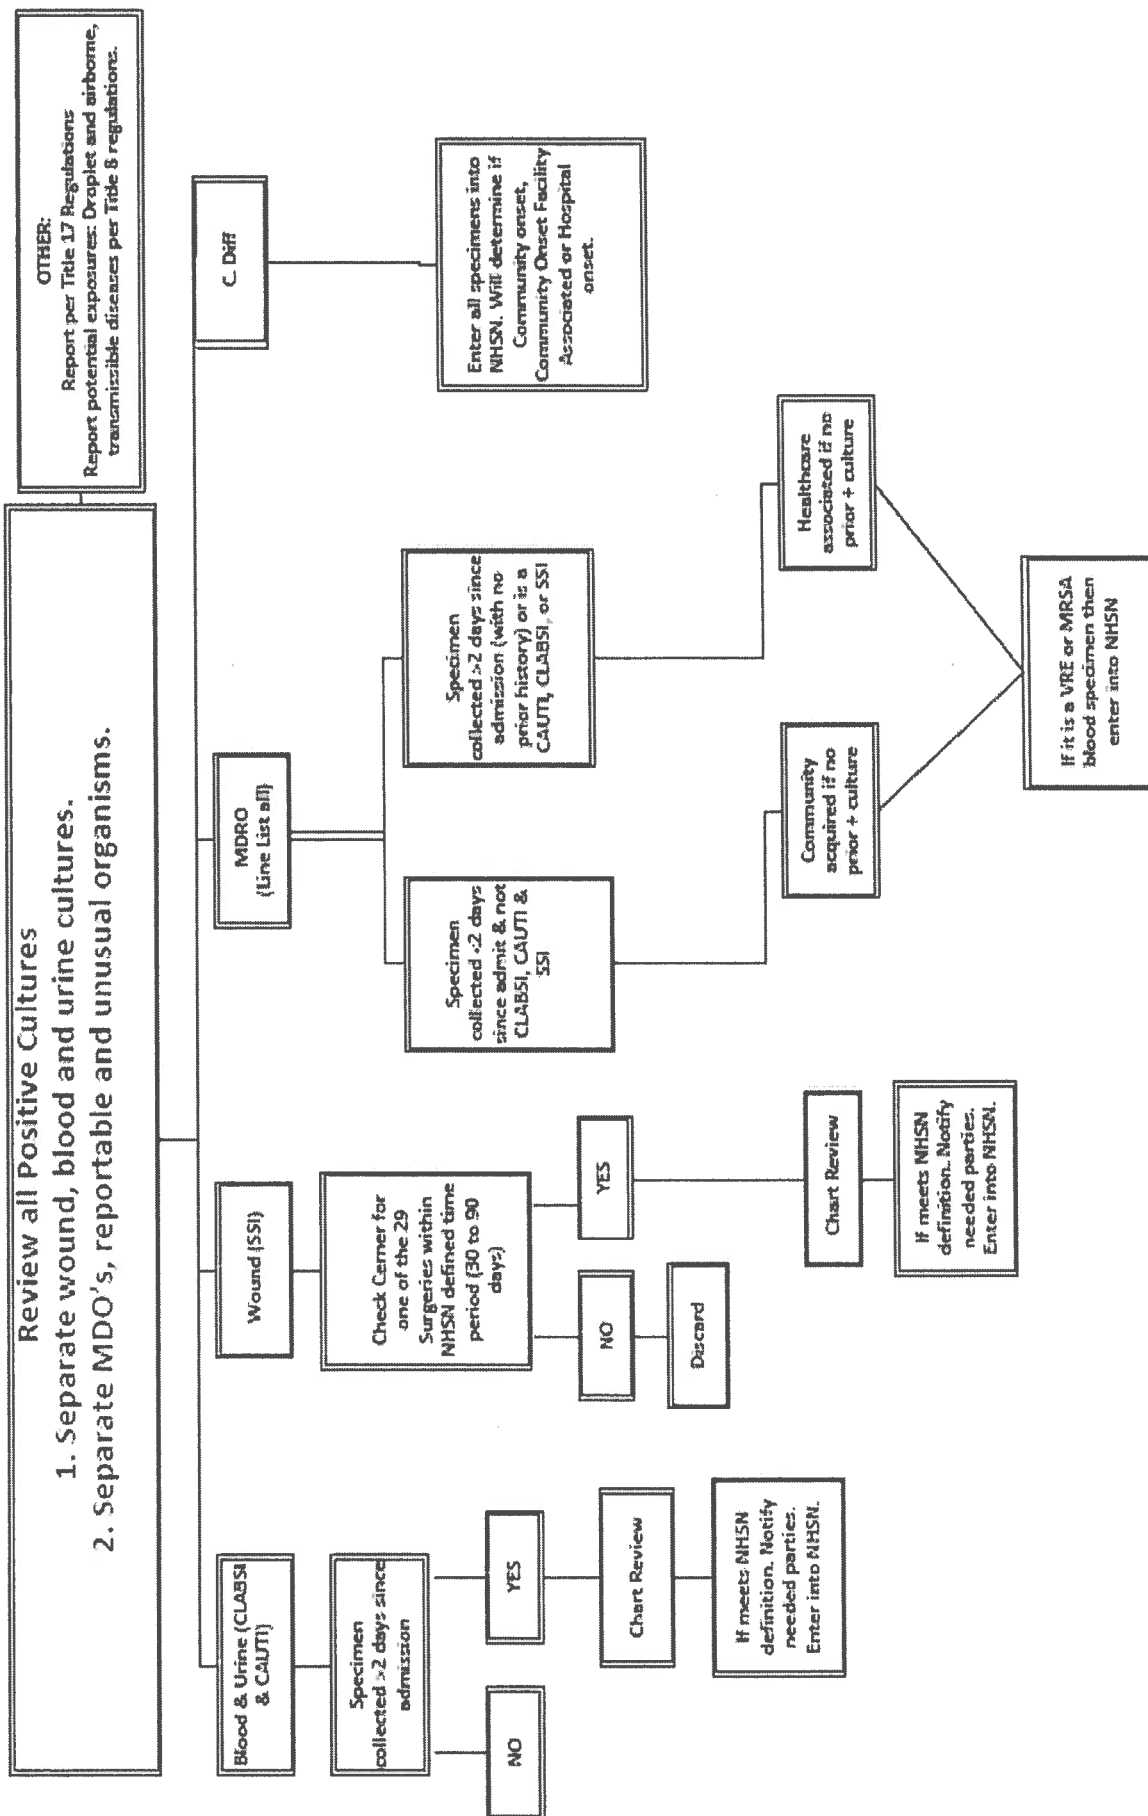 Review all Positive Cultures
1. Separate wound, blood and urine cultures.
2. Separate MDO's, reportable and unusual organisms.
OTHER:
Report per Title 17 Regulations
Report potential exposures: Droplet and airborne,
transmissible diseases per Title 8 regulations.
Blood & Urine (CLABSI
& CAUTI)
Specimen
collected >2 days since
admission
NO
YES
Chart Review
If meets NHSN
definition. Notify
needed parties.
Enter into NHSN.
Wound (SSI)
Check Cerner for
one of the 29
Surgeries within
NHSN defined time
period (30 to 90
days)
NO
Discard
YES
Chart Review
If meets NHSN
definition. Notify
needed parties.
Enter into NHSN.
MDRO
(Line List all)
Specimen
collected <2 days
since admit & not
CLABSI, CAUTI &
SSI
Community
acquired if no
prior + culture
Specimen
collected >2 days since
admission (with no
prior history) or is a
CAUTI, CLABSI, or SSI
Healthcare
associated if no
prior + culture
If it is a VRE or MRSA
blood specimen then
enter into NHSN
C. Diff
Enter all specimens into
NHSN. Will determine if
Community onset,
Community Onset Facility
Associated or Hospital
onset.